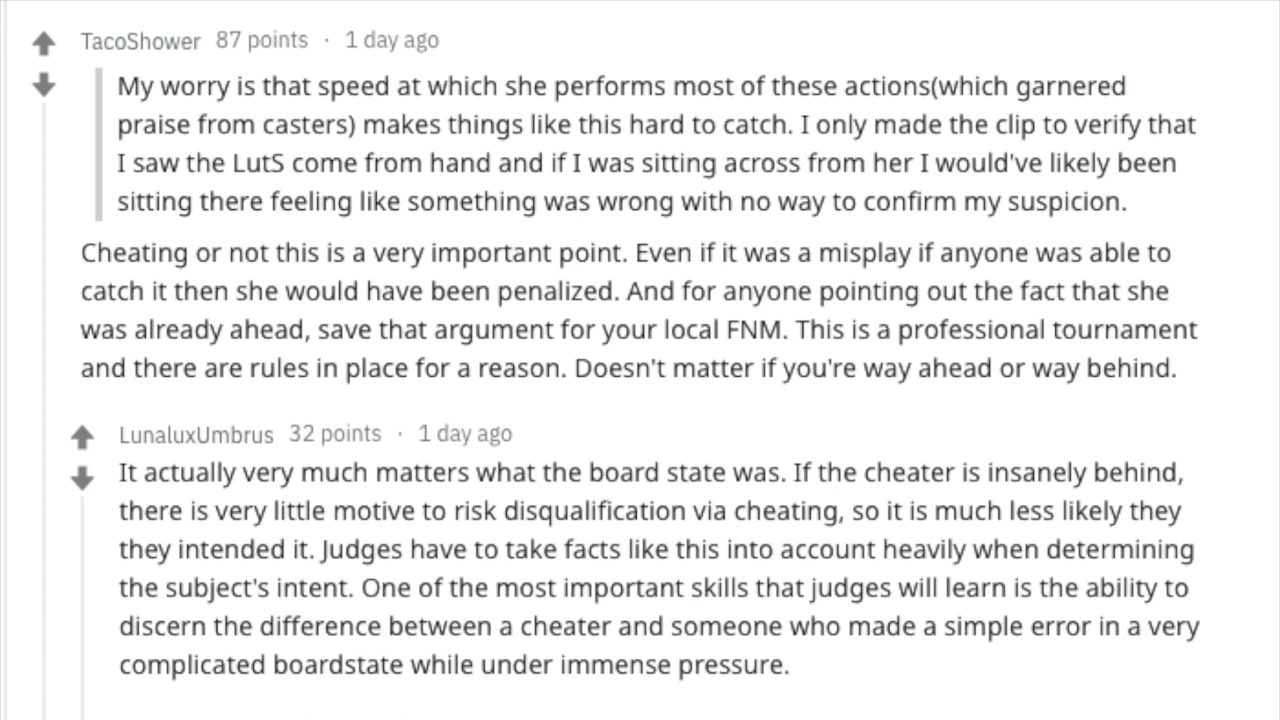 TacoShower 87 points · 1 day ago
My worry is that speed at which she performs most of these actions(which garnered
praise from casters) makes things like this hard to catch. I only made the clip to verify that
I saw the LutS come from hand and if I was sitting across from her I would've likely been
sitting there feeling like something was wrong with no way to confirm my suspicion.
Cheating or not this is a very important point. Even if it was a misplay if anyone was able to
catch it then she would have been penalized. And for anyone pointing out the fact that she
was already ahead, save that argument for your local FNM. This is a professional tournament
and there are rules in place for a reason. Doesn't matter if you're way ahead or way behind.
LunaluxUmbrus 32 points · 1 day ago
It actually very much matters what the board state was. If the cheater is insanely behind,
there is very little motive to risk disqualification via cheating, so it is much less likely they
they intended it. Judges have to take facts like this into account heavily when determining
the subject's intent. One of the most important skills that judges will learn is the ability to
discern the difference between a cheater and someone who made a simple error in a very
complicated boardstate while under immense pressure.